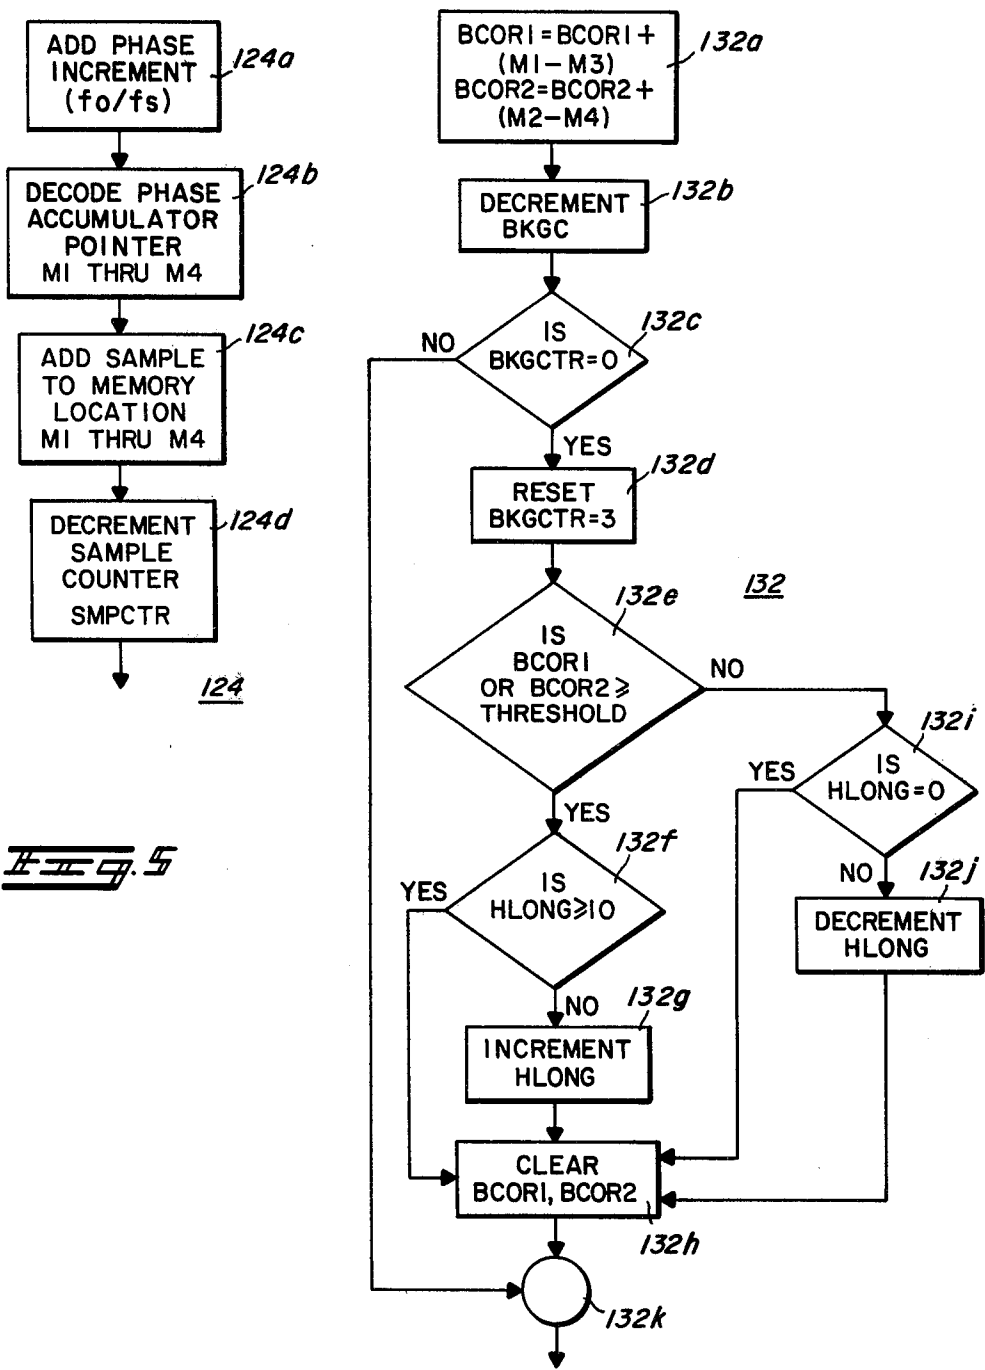 ADD PHASE
INCREMENT
(fo/fs)
124a
DECODE PHASE
ACCUMULATOR
POINTER
M1 THRU M4
124b
ADD SAMPLE
TO MEMORY
LOCATION
M1 THRU M4
124c
DECREMENT
SAMPLE
COUNTER
SMPCTR
124d
124
Fig. 5
BCOR1=BCOR1+
(M1-M3)
BCOR2=BCOR2+
(M2-M4)
132a
DECREMENT
BKGC
132b
IS
BKGCTR=0
132c
NO
YES
RESET
BKGCTR=3
132d
132
IS
BCOR1
OR BCOR2⩾
THRESHOLD
132e
NO
YES
IS
HLONG=0
132i
YES
NO
DECREMENT
HLONG
132j
IS
HLONG⩾10
132f
YES
NO
INCREMENT
HLONG
132g
CLEAR
BCOR1, BCOR2
132h
132k